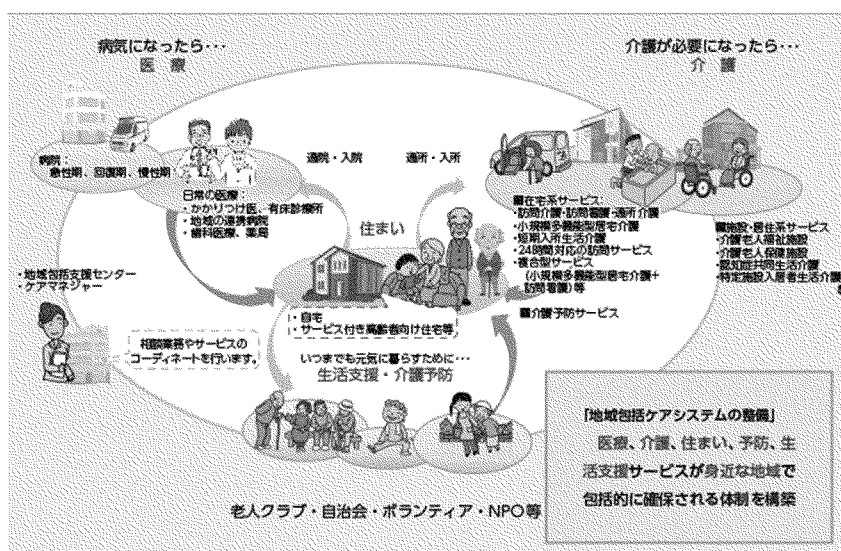 病気になったら･･･
医 療
介護が必要になったら･･･
介 護
病院：
急性期、回復期、慢性期
日常の医療：
・かかりつけ医、有床診療所
・地域の連携病院
・歯科医療、薬局
通院・入院
通所・入所
住まい
・自宅
・サービス付き高齢者向け住宅等
■在宅系サービス：
・訪問介護・訪問看護・通所介護
・小規模多機能型居宅介護
・短期入所生活介護
・24時間対応の訪問サービス
・複合型サービス
(小規模多機能型居宅介護＋
訪問看護)等
■介護予防サービス
■施設・居住系サービス
・介護老人福祉施設
・介護老人保健施設
・認知症共同生活介護
・特定施設入居者生活介護
等
・地域包括支援センター
・ケアマネジャー
相談業務やサービスの
コーディネートを行います。
いつまでも元気に暮らすために･･･
生活支援・介護予防
老人クラブ・自治会・ボランティア・NPO等
「地域包括ケアシステムの整備」
医療、介護、住まい、予防、生
活支援サービスが身近な地域で
包括的に確保される体制を構築